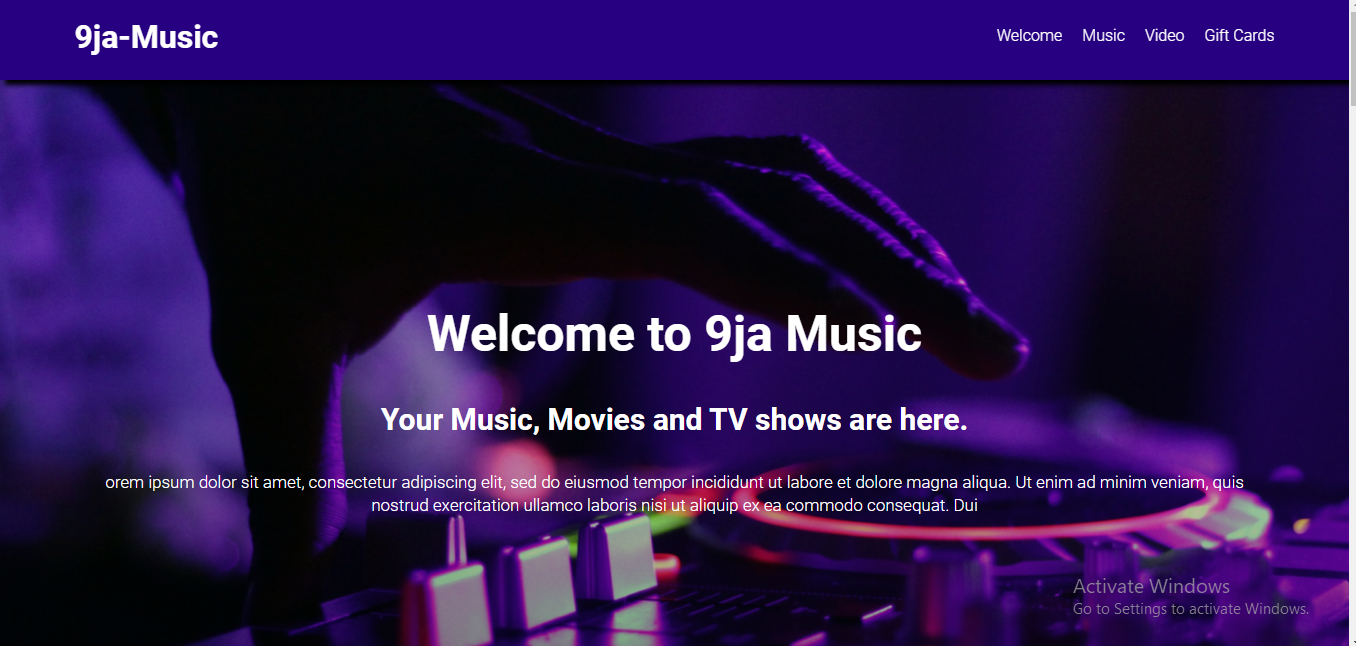 9ja-Music
Welcome Music Video Gift Cards
Welcome to 9ja Music
Your Music, Movies and TV shows are here.
orem ipsum dolor sit amet, consectetur adipiscing elit, sed do eiusmod tempor incididunt ut labore et dolore magna aliqua. Ut enim ad minim veniam, quis
nostrud exercitation ullamco laboris nisi ut aliquip ex ea commodo consequat. Dui
Activate Windows
Go to Settings to activate Windows.